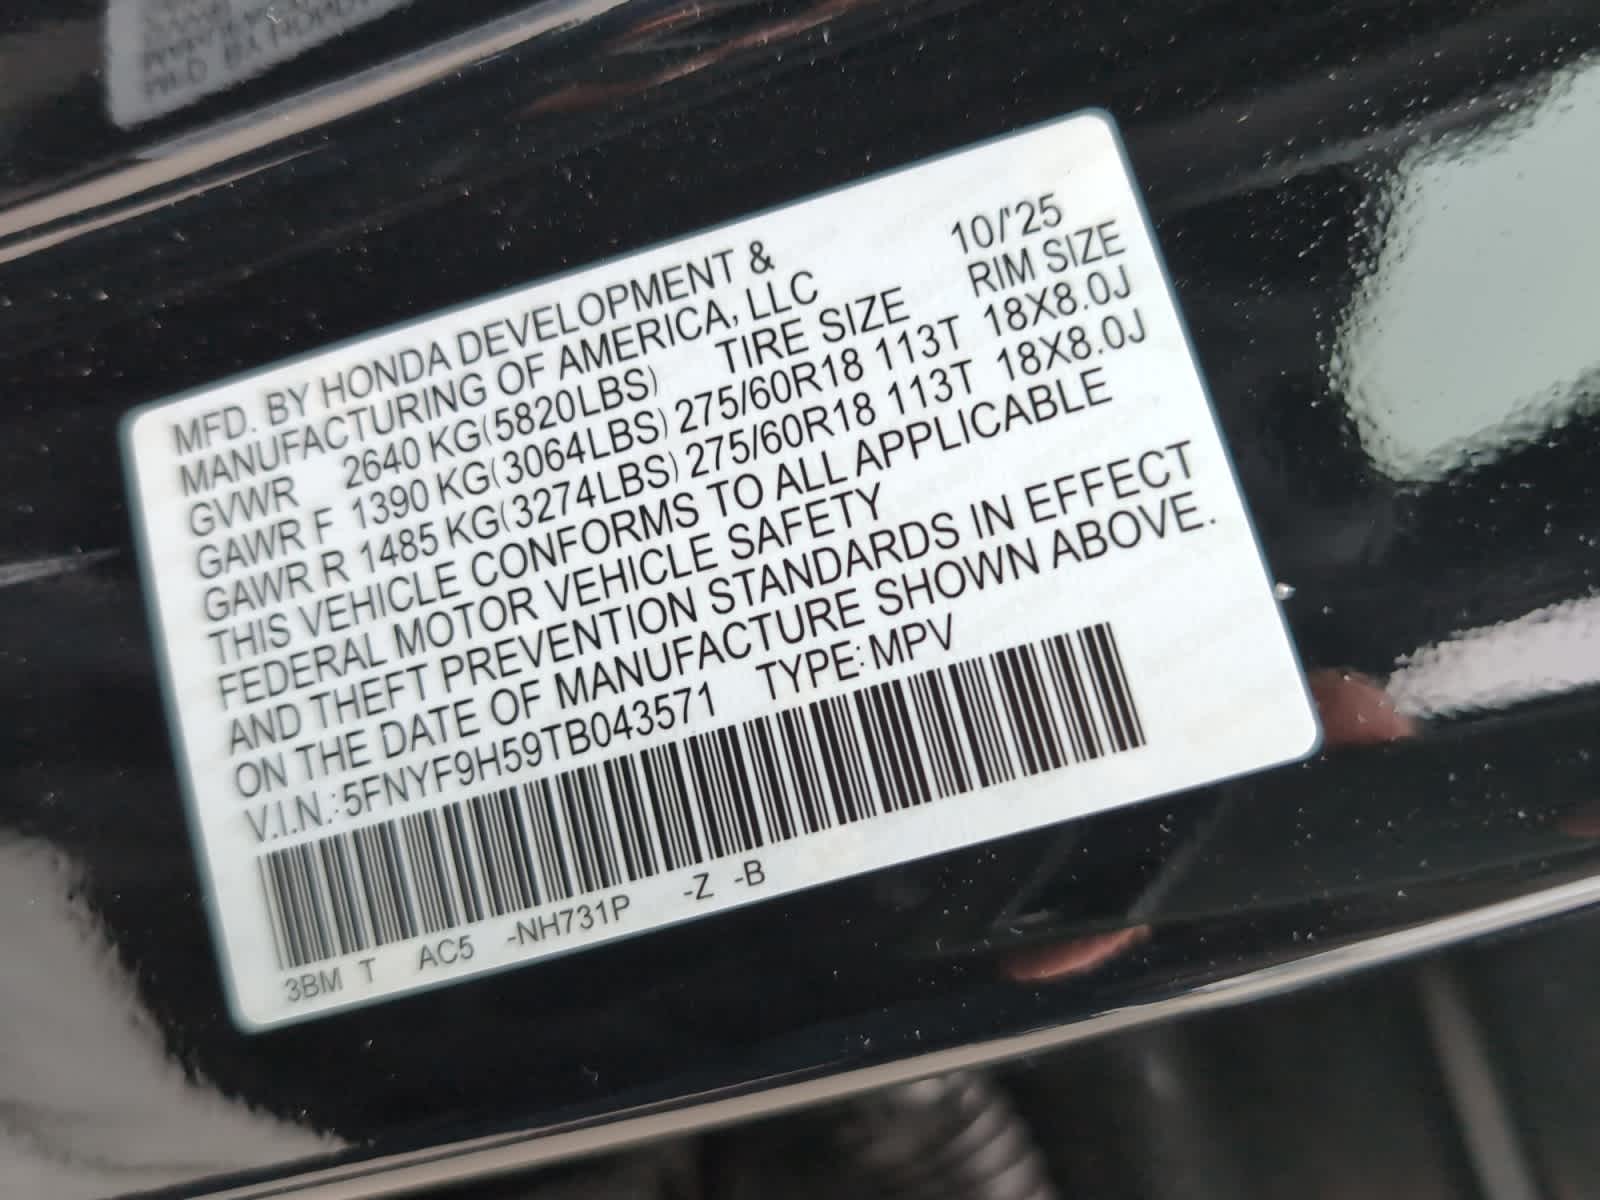 MFD. BY HONDA DEVELOPMENT & 10/'25
MANUFACTURING OF AMERICA, LLC
GVWR 2640 KG(5820LBS) TIRE SIZE RIM SIZE
GAWR F 1390 KG(3064LBS) 275/60R18 113T 18X8.0J
GAWR R 1485 KG(3274LBS) 275/60R18 113T 18X8.0J
THIS VEHICLE CONFORMS TO ALL APPLICABLE
FEDERAL MOTOR VEHICLE SAFETY
AND THEFT PREVENTION STANDARDS IN EFFECT
ON THE DATE OF MANUFACTURE SHOWN ABOVE.
V.I.N.: 5FNYF9H59TB043571 TYPE: MPV
3BM T AC5 -NH731P -Z -B